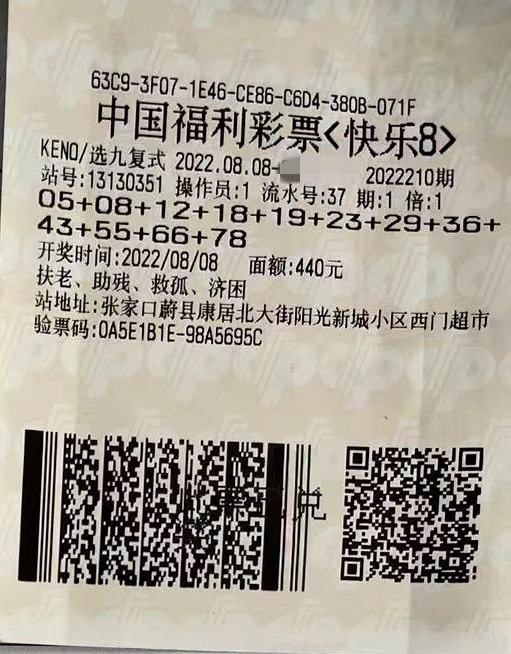 63C9-3F07-1E46-CE86-C6D4-380B-071F
中国福利彩票<快乐8>
KENO/选九复式 2022.08.08- 2022210期
站号:13130351 操作员:1 流水号:37 期:1 倍:1
05+08+12+18+19+23+29+36+
43+55+66+78
开奖时间:2022/08/08 面额:440元
扶老、助残、救孤、济困
站地址:张家口蔚县康居北大街阳光新城小区西门超市
验票码:0A5E1B1E-98A5695C
票已兑